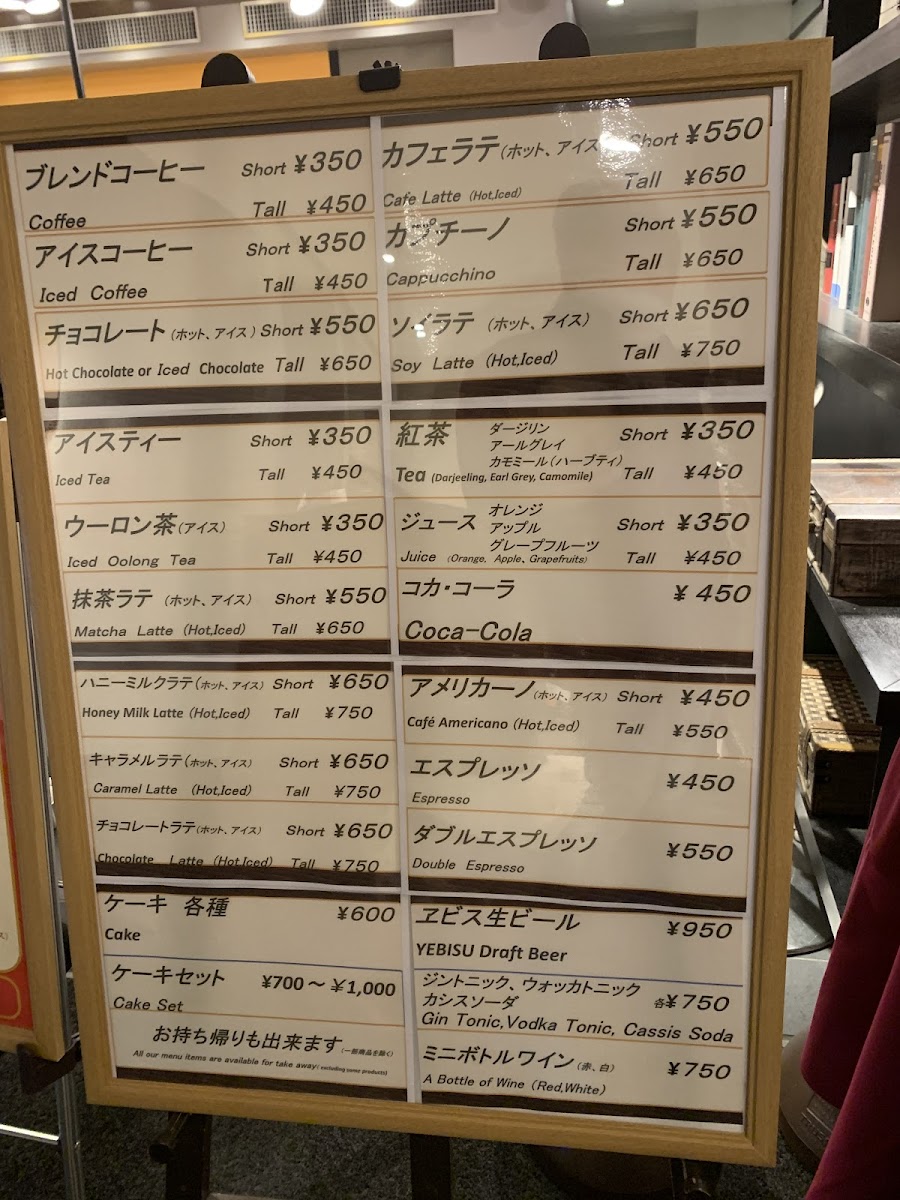 ブレンドコーヒー Short ¥350
Coffee Tall ¥450
アイスコーヒー Short ¥350
Iced Coffee Tall ¥450
チョコレート (ホット、アイス) Short ¥550
Hot Chocolate or Iced Chocolate Tall ¥650
カフェラテ (ホット、アイス Short ¥550
Cafe Latte (Hot,Iced) Tall ¥650
カプチーノ Short ¥550
Cappucchino Tall ¥650
ソイラテ (ホット、アイス) Short ¥650
Soy Latte (Hot,Iced) Tall ¥750
アイスティー Short ¥350
Iced Tea Tall ¥450
ウーロン茶 (アイス) Short ¥350
Iced Oolong Tea Tall ¥450
抹茶ラテ (ホット、アイス) Short ¥550
Matcha Latte (Hot,Iced) Tall ¥650
紅茶 ダージリン Short ¥350
アールグレイ
カモミール(ハーブティ)
Tea (Darjeeling, Earl Grey, Camomile) Tall ¥450
ジュース オレンジ Short ¥350
アップル
グレープフルーツ
Juice (Orange, Apple、Grapefruits) Tall ¥450
コカ・コーラ ¥450
Coca-Cola
ハニーミルクラテ(ホット、アイス) Short ¥650
Honey Milk Latte (Hot,Iced) Tall ¥750
キャラメルラテ(ホット、アイス) Short ¥650
Caramel Latte (Hot,Iced) Tall ¥750
チョコレートラテ(ホット、アイス) Short ¥650
Chocolate Latte (Hot,Iced) Tall ¥750
アメリカーノ(ホット、アイス) Short ¥450
Café Americano (Hot,Iced) Tall ¥550
エスプレッソ ¥450
Espresso
ダブルエスプレッソ ¥550
Double Espresso
ケーキ 各種 ¥600
Cake
ケーキセット ¥700～¥1,000
Cake Set
お持ち帰りも出来ます(一部商品を除く)
All our menu items are available for take away(excluding some products)
ヱビス生ビール ¥950
YEBISU Draft Beer
ジントニック、ウォッカトニック
カシスソーダ 各¥750
Gin Tonic,Vodka Tonic, Cassis Soda
ミニボトルワイン (赤、白) ¥750
A Bottle of Wine (Red,White)